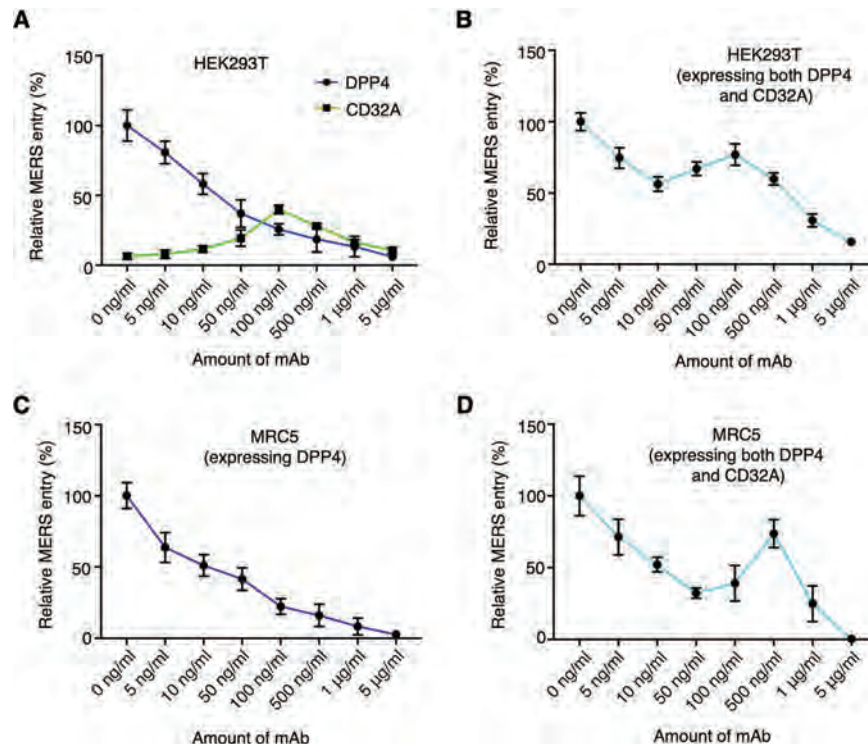 A
HEK293T
DPP4
CD32A
Relative MERS entry (%)
150
100
50
0
0 ng/ml
5 ng/ml
10 ng/ml
50 ng/ml
100 ng/ml
500 ng/ml
1 µg/ml
5 µg/ml
Amount of mAb
B
HEK293T
(expressing both DPP4
and CD32A)
Relative MERS entry (%)
150
100
50
0
0 ng/ml
5 ng/ml
10 ng/ml
50 ng/ml
100 ng/ml
500 ng/ml
1 µg/ml
5 µg/ml
Amount of mAb
C
MRC5
(expressing DPP4)
Relative MERS entry (%)
150
100
50
0
0 ng/ml
5 ng/ml
10 ng/ml
50 ng/ml
100 ng/ml
500 ng/ml
1 µg/ml
5 µg/ml
Amount of mAb
D
MRC5
(expressing both DPP4
and CD32A)
Relative MERS entry (%)
150
100
50
0
0 ng/ml
5 ng/ml
10 ng/ml
50 ng/ml
100 ng/ml
500 ng/ml
1 µg/ml
5 µg/ml
Amount of mAb